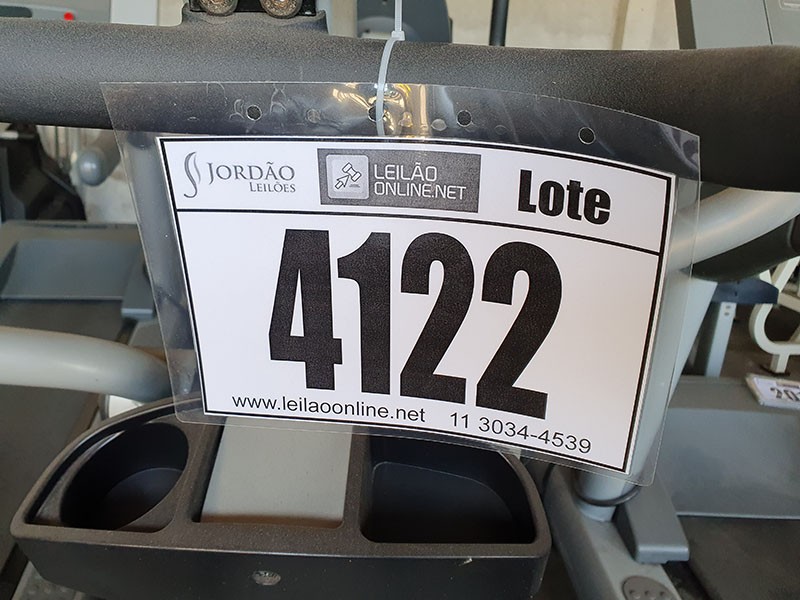 JORDÃO
LEILÕES
LEILÃO
ONLINE.NET
Lote
4122
www.leilaoonline.net 11 3034-4539